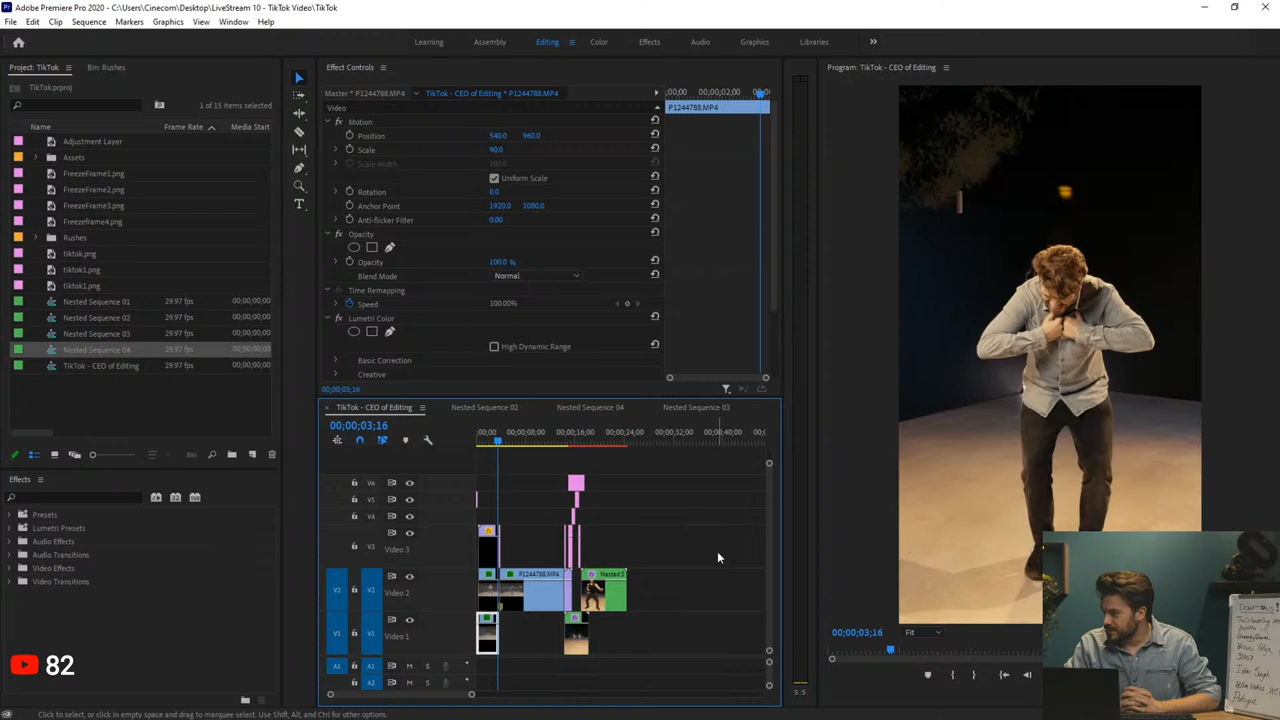 Adobe Premiere Pro 2020 - C:\Users\Cinecom\Desktop\LiveStream 10 - TikTok Video\TikTok
File Edit Clip Sequence Markers Graphics View Window Help
Learning Assembly Editing Color Effects Audio Graphics Libraries
Project: TikTok Bin: Rushes
TikTok.prproj
1 of 15 items selected
Name Frame Rate Media Start
Adjustment Layer
Assets
FreezeFrame1.png
FreezeFrame2.png
FreezeFrame3.png
Freezeframe4.png
Rushes
tiktok.png
tiktok1.png
tiktok1.png
Nested Sequence 01 29.97 fps 00;00;00;00
Nested Sequence 02 29.97 fps 00;00;00;00
Nested Sequence 03 29.97 fps 00;00;00;00
Nested Sequence 04 29.97 fps 00;00;00;00
TikTok - CEO of Editing 29.97 fps 00;00;00;00
Effects
Presets
Lumetri Presets
Audio Effects
Audio Transitions
Video Effects
Video Transitions
82
Effect Controls
Master * P1244788.MP4 TikTok - CEO of Editing * P1244788.MP4
;00;00 00;00;02;00
Video P1244788.MP4
Motion
Position 540.0 960.0
Scale 90.0
Scale Width 100.0
Uniform Scale
Rotation 0.0
Anchor Point 1920.0 1080.0
Anti-flicker Filter 0.00
Opacity
Opacity 100.0 %
Blend Mode Normal
Time Remapping
Speed 100.00%
Lumetri Color
High Dynamic Range
Basic Correction
Creative
00;00;03;16
TikTok - CEO of Editing Nested Sequence 02 Nested Sequence 04 Nested Sequence 03
00;00;03;16
;00;00 00;00;08;00 00;00;16;00 00;00;24;00 00;00;32;00 00;00;40;00
V6
V5
V4
V3 Video 3
V2 V2 Video 2 P1244788.MP4 Nested S
V1 V1 Video 1
A1 A1 M S
A2 A2 M S
S S
Program: TikTok - CEO of Editing
00;00;03;16 Fit
Click to select, or click in empty space and drag to marquee select. Use Shift, Alt, and Ctrl for other options.